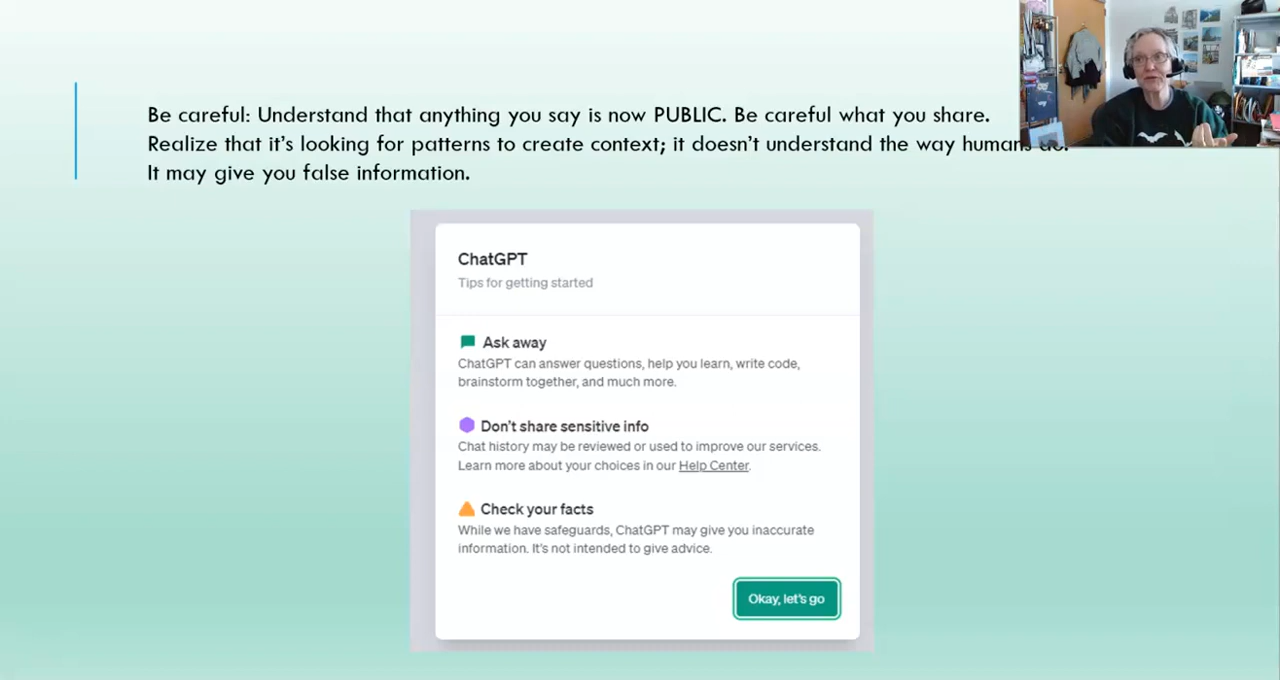 Be careful: Understand that anything you say is now PUBLIC. Be careful what you share.
Realize that it’s looking for patterns to create context; it doesn’t understand the way humans do.
It may give you false information.
ChatGPT
Tips for getting started
Ask away
ChatGPT can answer questions, help you learn, write code,
brainstorm together, and much more.
Don't share sensitive info
Chat history may be reviewed or used to improve our services.
Learn more about your choices in our Help Center.
Check your facts
While we have safeguards, ChatGPT may give you inaccurate
information. It's not intended to give advice.
Okay, let's go